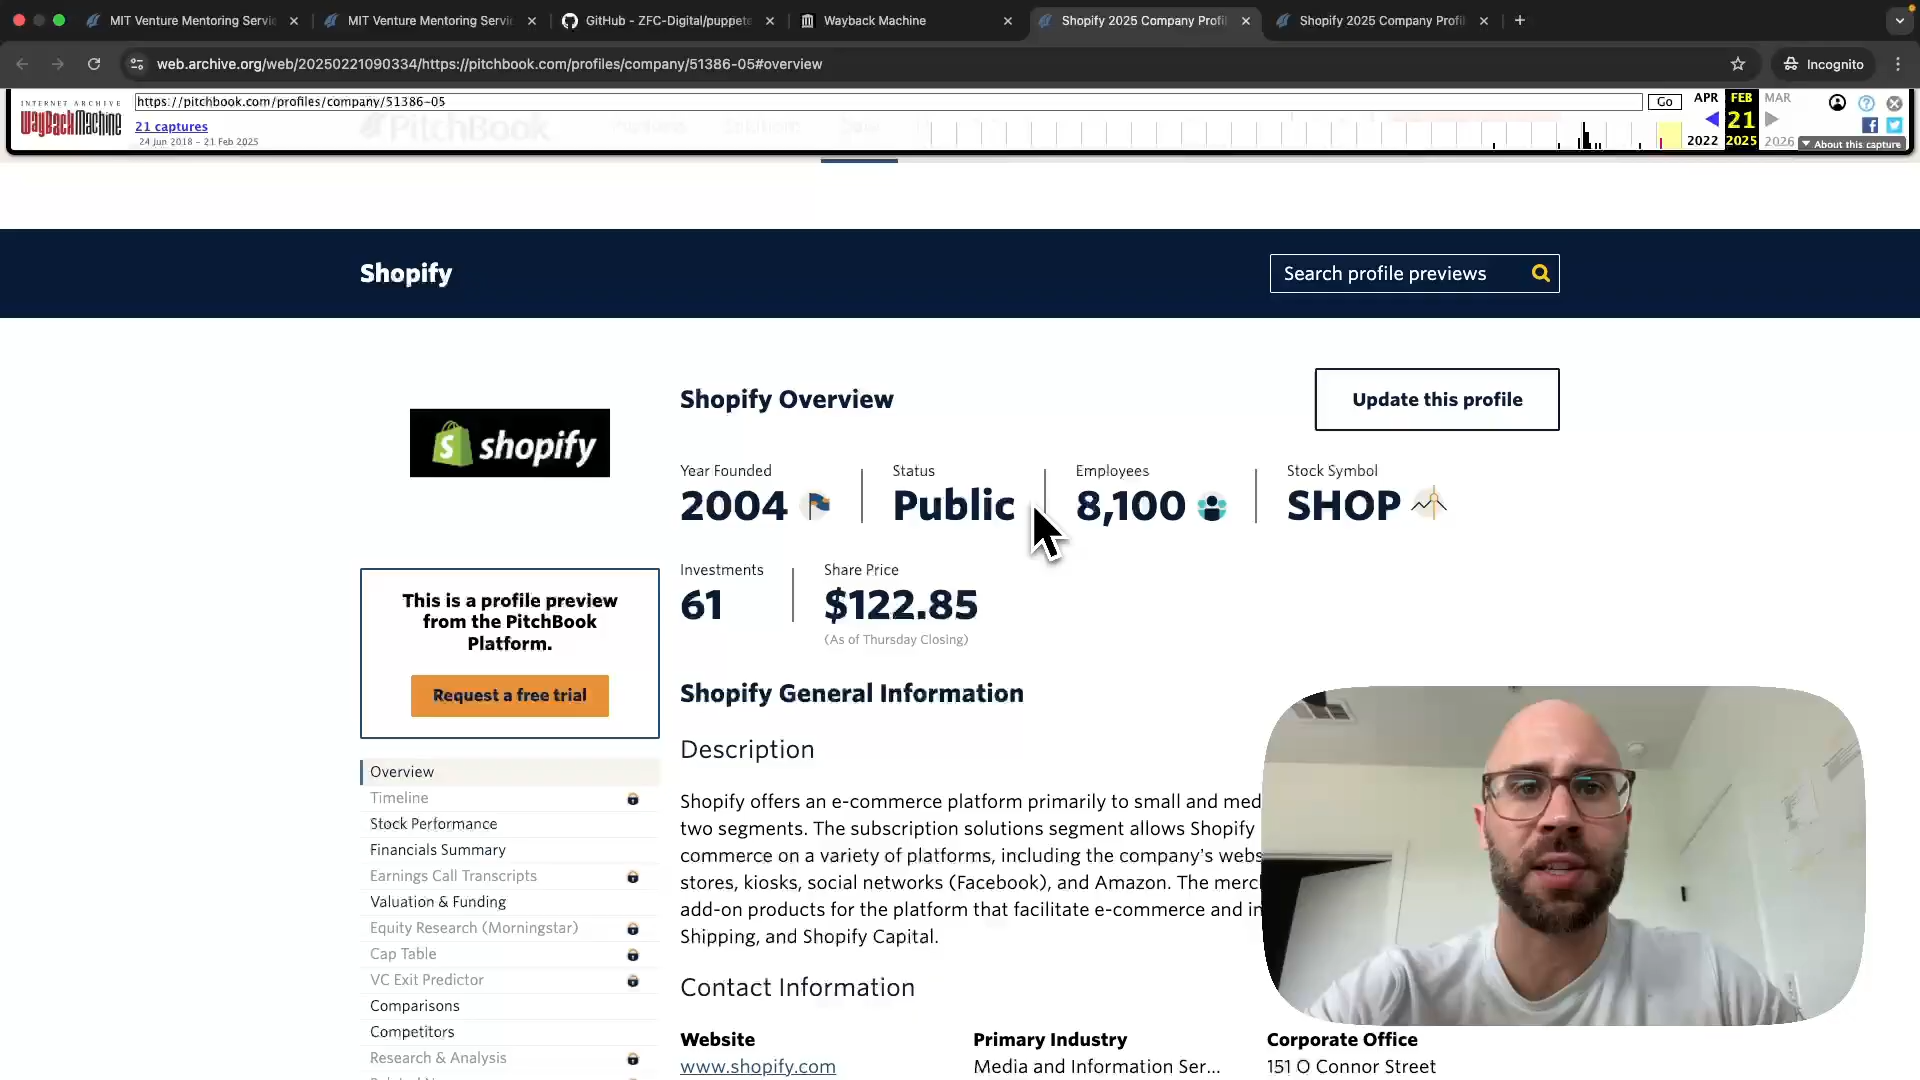 MIT Venture Mentoring Servic
MIT Venture Mentoring Servic
GitHub - ZFC-Digital/puppete
Wayback Machine
Shopify 2025 Company Profil
Shopify 2025 Company Profil
web.archive.org/web/20250221090334/https://pitchbook.com/profiles/company/51386-05#overview
Incognito
INTERNET ARCHIVE
WayBackMachine
https://pitchbook.com/profiles/company/51386-05
Go
APR
FEB
MAR
21 captures
24 Jun 2018 – 21 Feb 2025
PitchBook
21
2022
2025
2026
About this capture
Shopify
Search profile previews
shopify
Shopify Overview
Update this profile
Year Founded
2004
Status
Public
Employees
8,100
Stock Symbol
SHOP
Investments
61
Share Price
$122.85
(As of Thursday Closing)
This is a profile preview
from the PitchBook
Platform.
Request a free trial
Overview
Timeline
Stock Performance
Financials Summary
Earnings Call Transcripts
Valuation & Funding
Equity Research (Morningstar)
Cap Table
VC Exit Predictor
Comparisons
Competitors
Research & Analysis
Shopify General Information
Description
Shopify offers an e-commerce platform primarily to small and med
two segments. The subscription solutions segment allows Shopify
commerce on a variety of platforms, including the company's webs
stores, kiosks, social networks (Facebook), and Amazon. The merch
add-on products for the platform that facilitate e-commerce and in
Shipping, and Shopify Capital.
Contact Information
Website
www.shopify.com
Primary Industry
Media and Information Ser...
Corporate Office
151 O Connor Street